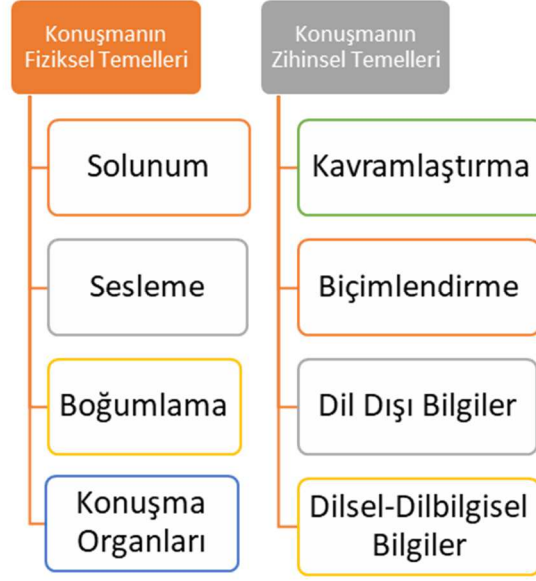 Konuşmanın
Fiziksel Temelleri
Solunum
Sesleme
Boğumlama
Konuşma
Organları
Konuşmanın
Zihinsel Temelleri
Kavramlaştırma
Biçimlendirme
Dil Dışı Bilgiler
Dilsel-Dilbilgisel
Bilgiler